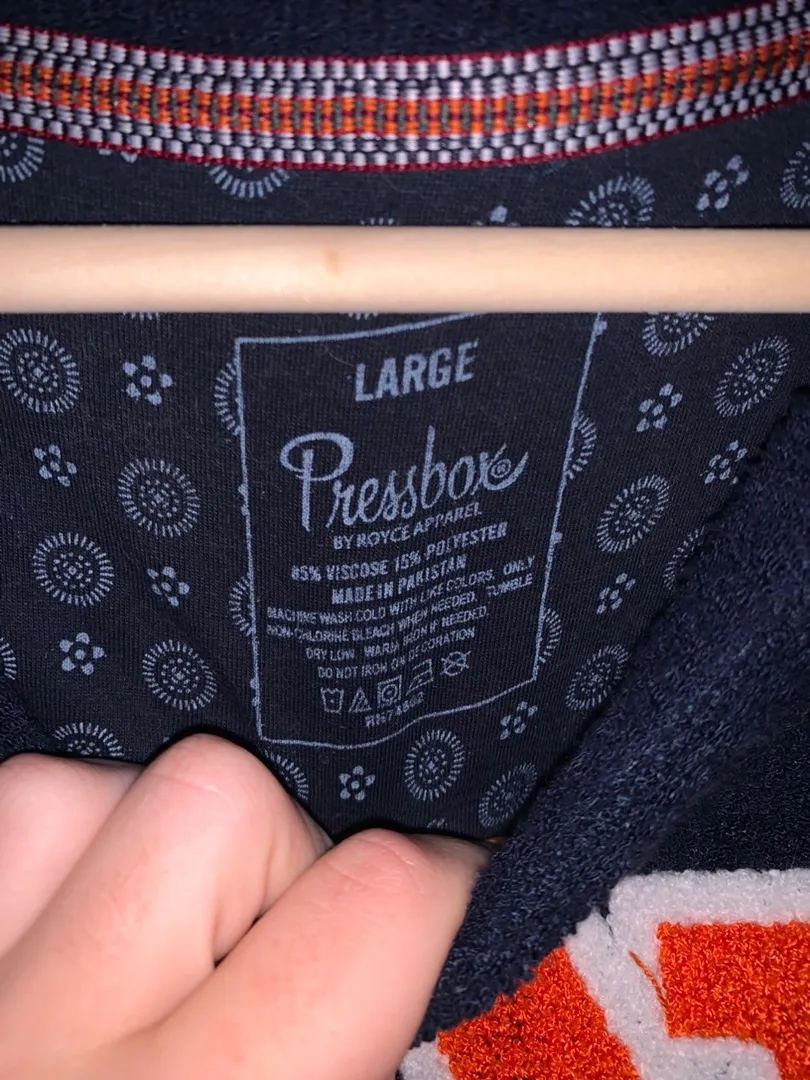 LARGE
Pressbox
BY ROYCE APPAREL
85% VISCOSE 15% POLYESTER
MADE IN PAKISTAN
MACHINE WASH COLD WITH LIKE COLORS, ONLY
NON-CHLORINE BLEACH WHEN NEEDED, TUMBLE
DRY LOW. WARM IRON IF NEEDED.
DO NOT IRON ON DECORATION